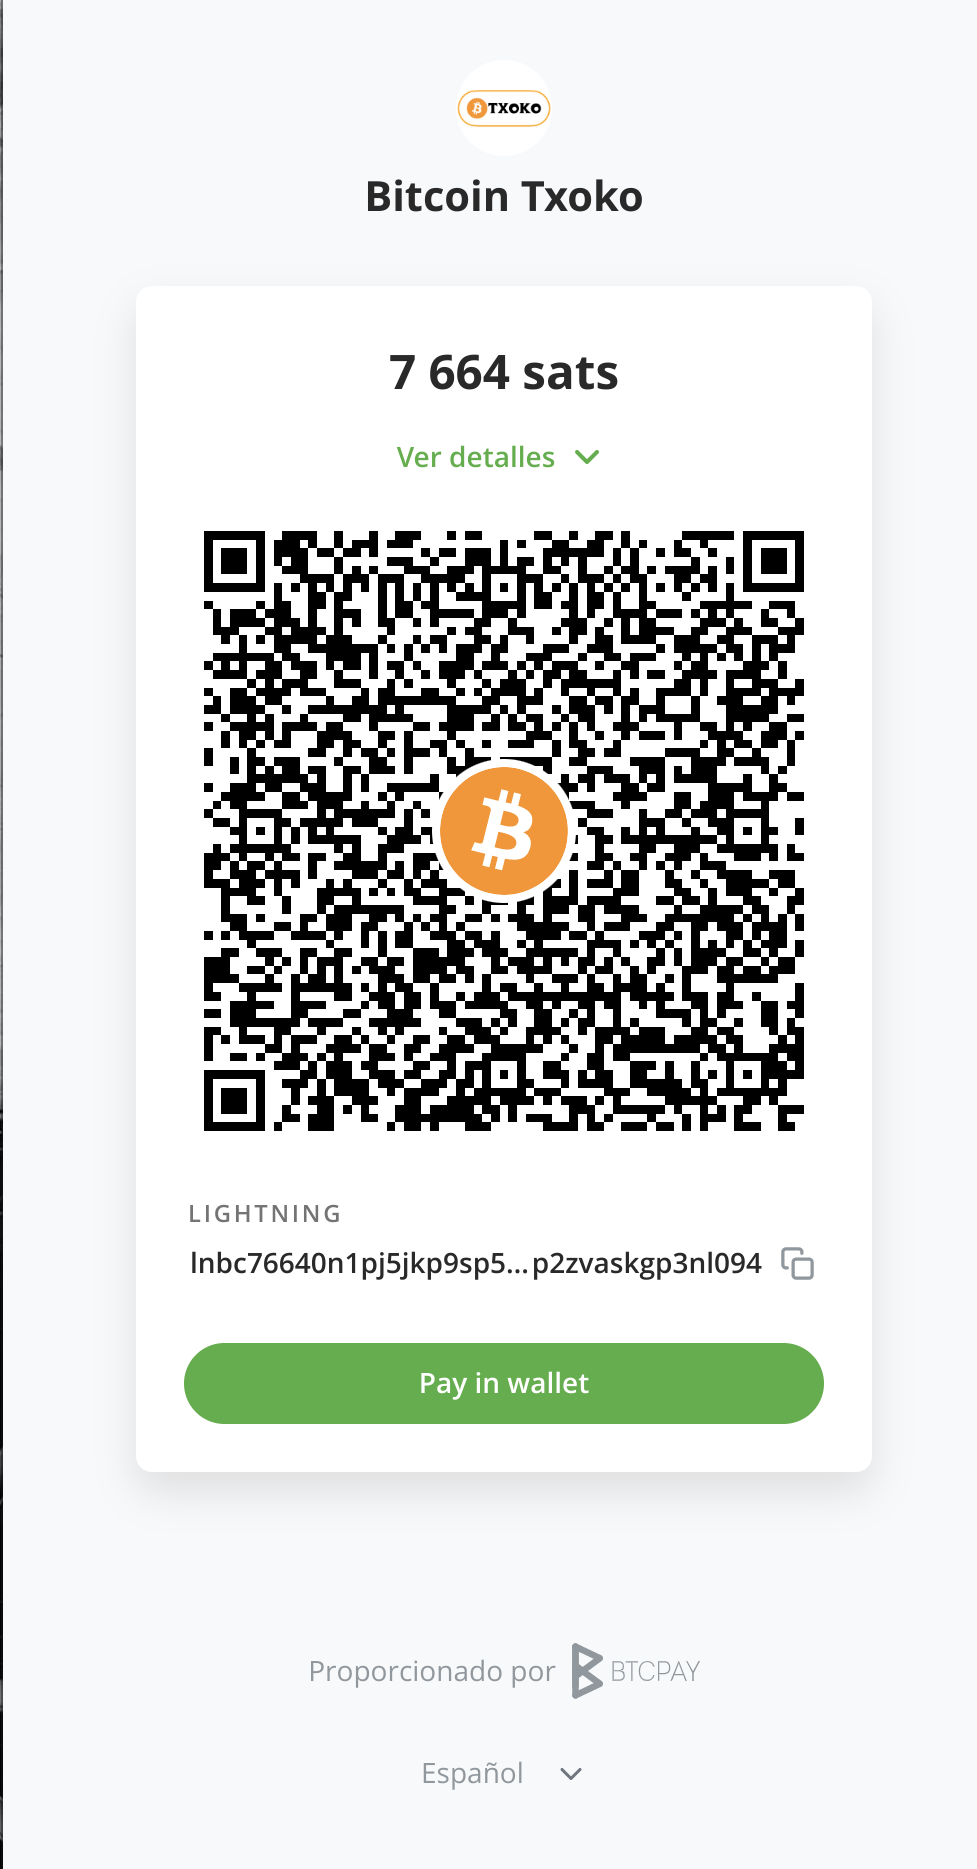 TXOKO
Bitcoin Txoko
7 664 sats
Ver detalles
LIGHTNING
lnbc76640n1pj5jkp9sp5...p2zvaskgp3nl094
Pay in wallet
Proporcionado por BTCPAY
Español